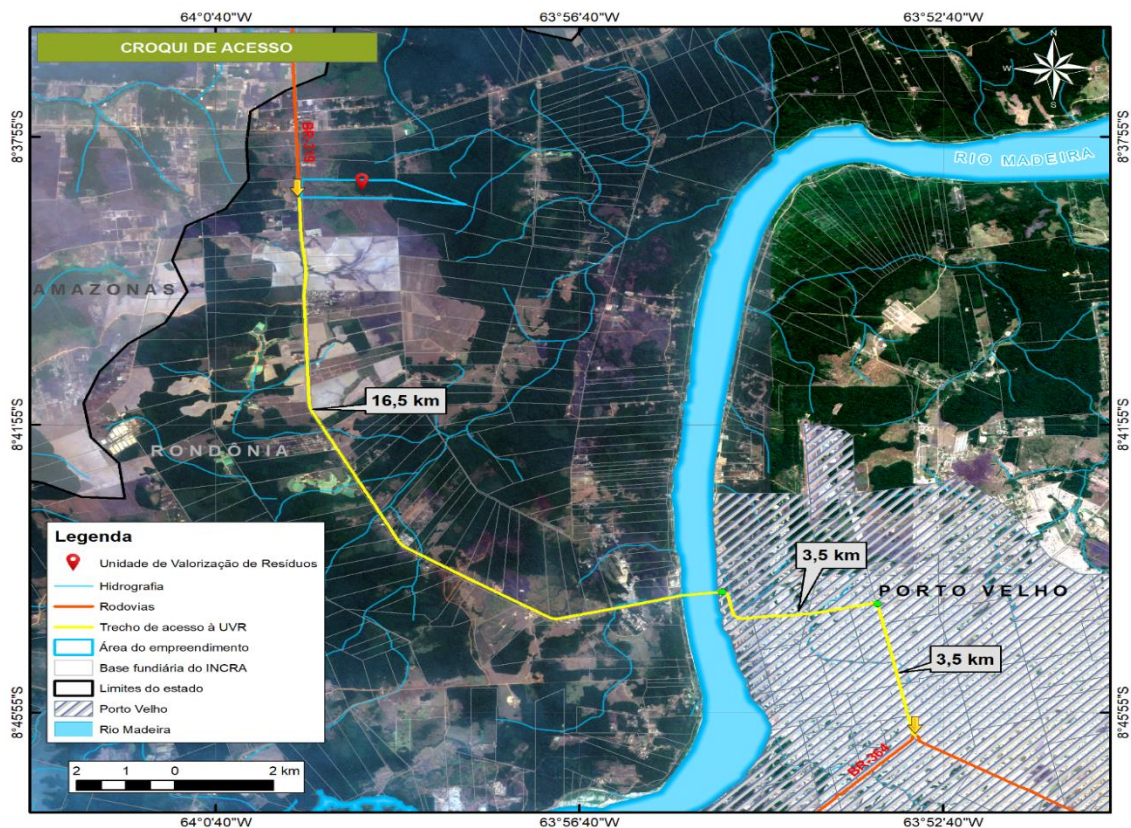 64°0'40"W 63°56'40"W 63°52'40"W
CROQUI DE ACESSO
N
W E
S
8°37'55"S 8°37'55"S
BR-319
RIO MADEIRA
AMAZONAS
16,5 km
8°41'55"S 8°41'55"S
RONDÔNIA
3,5 km
PORTO VELHO
3,5 km
8°45'55"S 8°45'55"S
BR-364
Legenda
Unidade de Valorização de Resíduos
Hidrografia
Rodovias
Trecho de acesso à UVR
Área do empreendimento
Base fundiária do INCRA
Limites do estado
Porto Velho
Rio Madeira
2 1 0 2 km
64°0'40"W 63°56'40"W 63°52'40"W